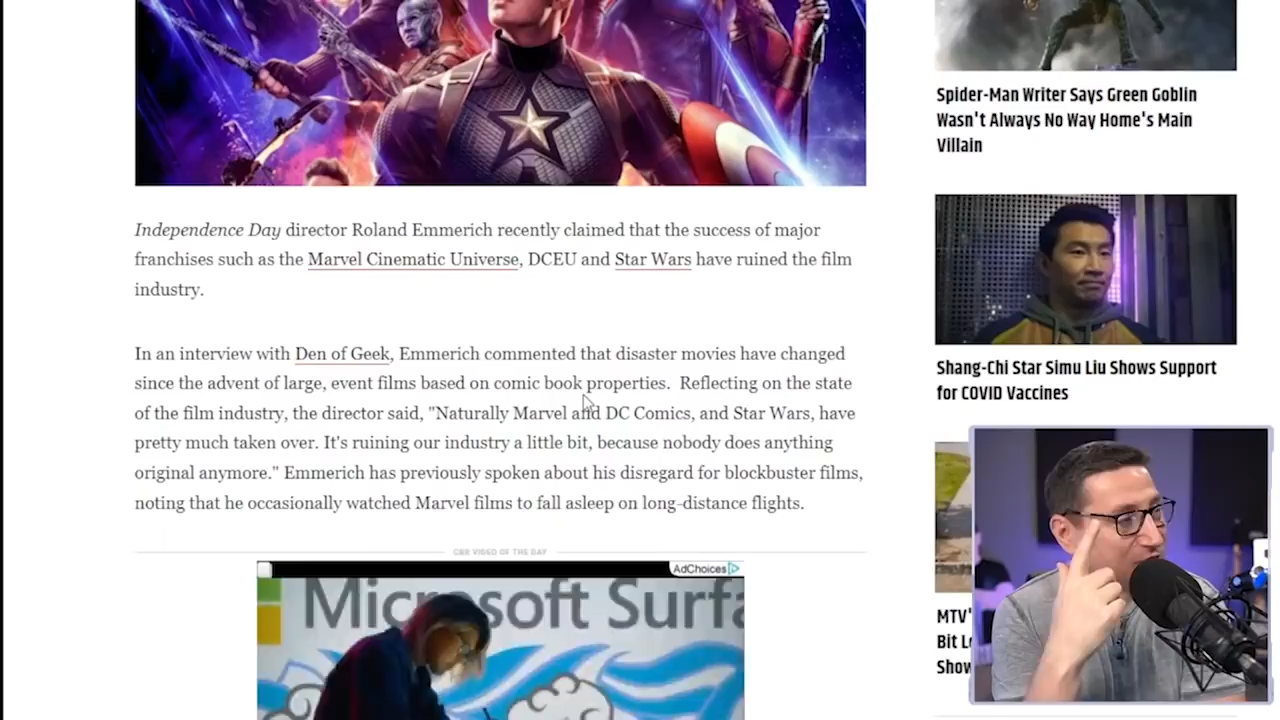 Independence Day director Roland Emmerich recently claimed that the success of major
franchises such as the Marvel Cinematic Universe, DCEU and Star Wars have ruined the film
industry.
In an interview with Den of Geek, Emmerich commented that disaster movies have changed
since the advent of large, event films based on comic book properties.  Reflecting on the state
of the film industry, the director said, "Naturally Marvel and DC Comics, and Star Wars, have
pretty much taken over. It's ruining our industry a little bit, because nobody does anything
original anymore." Emmerich has previously spoken about his disregard for blockbuster films,
noting that he occasionally watched Marvel films to fall asleep on long-distance flights.
CBR VIDEO OF THE DAY
AdChoices
Microsoft Surfa
Spider-Man Writer Says Green Goblin
Wasn't Always No Way Home's Main
Villain
Shang-Chi Star Simu Liu Shows Support
for COVID Vaccines
MTV'
Bit L
Show